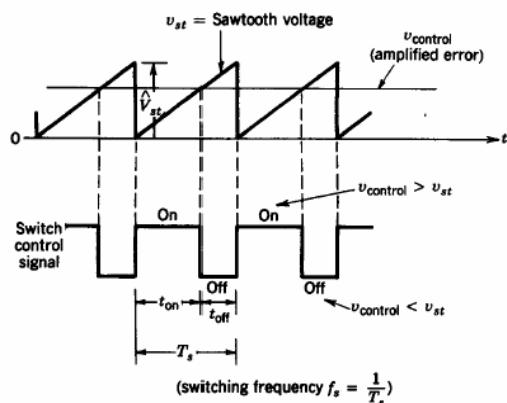 v_st = Sawtooth voltage
v_control
(amplified error)
V̂_st
0
t
On
On
v_control > v_st
Switch
control
signal
Off
Off
t_on
t_off
v_control < v_st
T_s
(switching frequency f_s = 1/T_s)